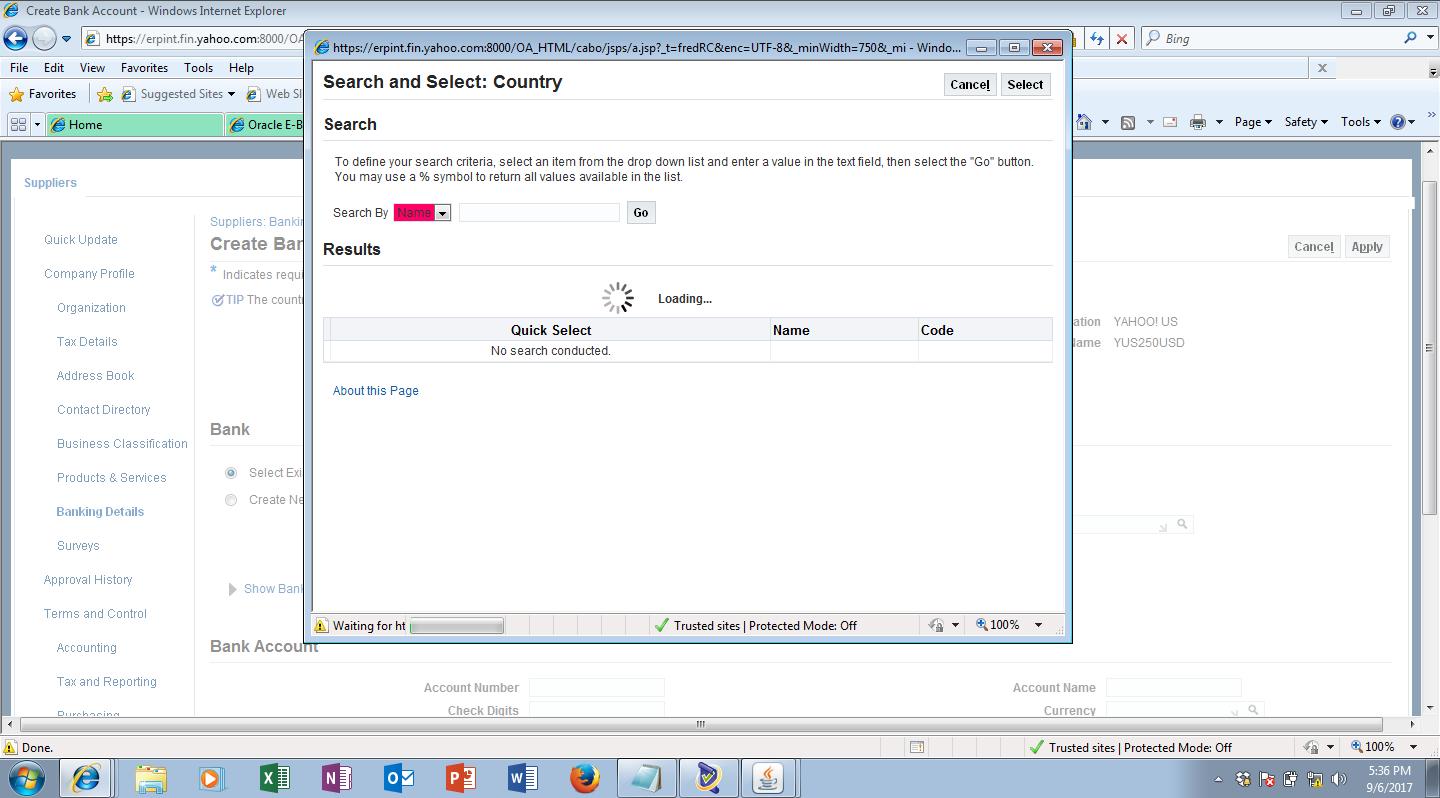 Create Bank Account - Windows Internet Explorer
https://erpint.fin.yahoo.com:8000/OA
Bing
File Edit View Favorites Tools Help
Favorites Suggested Sites Web Sl
Home
Oracle E-B
Page Safety Tools
https://erpint.fin.yahoo.com:8000/OA_HTML/cabo/jsps/a.jsp?_t=fredRC&enc=UTF-8&_minWidth=750&_mi - Windo...
Search and Select: Country
Cancel Select
Search
To define your search criteria, select an item from the drop down list and enter a value in the text field, then select the "Go" button.
You may use a % symbol to return all values available in the list.
Search By Name Go
Results
Loading...
Quick Select Name Code
No search conducted.
About this Page
Waiting for ht
Trusted sites | Protected Mode: Off
100%
Suppliers
Quick Update
Company Profile
Organization
Tax Details
Address Book
Contact Directory
Business Classification
Products & Services
Banking Details
Surveys
Approval History
Terms and Control
Accounting
Tax and Reporting
Purchasing
Suppliers: Bankin
Create Ban
Cancel Apply
* Indicates requi
TIP The countr
ation YAHOO! US
Name YUS250USD
Bank
Select Exi
Create Ne
Show Bank
Bank Account
Account Number
Account Name
Check Digits
Currency
Done.
Trusted sites | Protected Mode: Off
100%
5:36 PM
9/6/2017